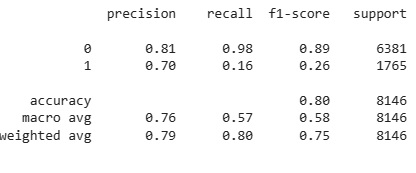 precision recall f1-score support
0 0.81 0.98 0.89 6381
1 0.70 0.16 0.26 1765
accuracy 0.80 8146
macro avg 0.76 0.57 0.58 8146
weighted avg 0.79 0.80 0.75 8146